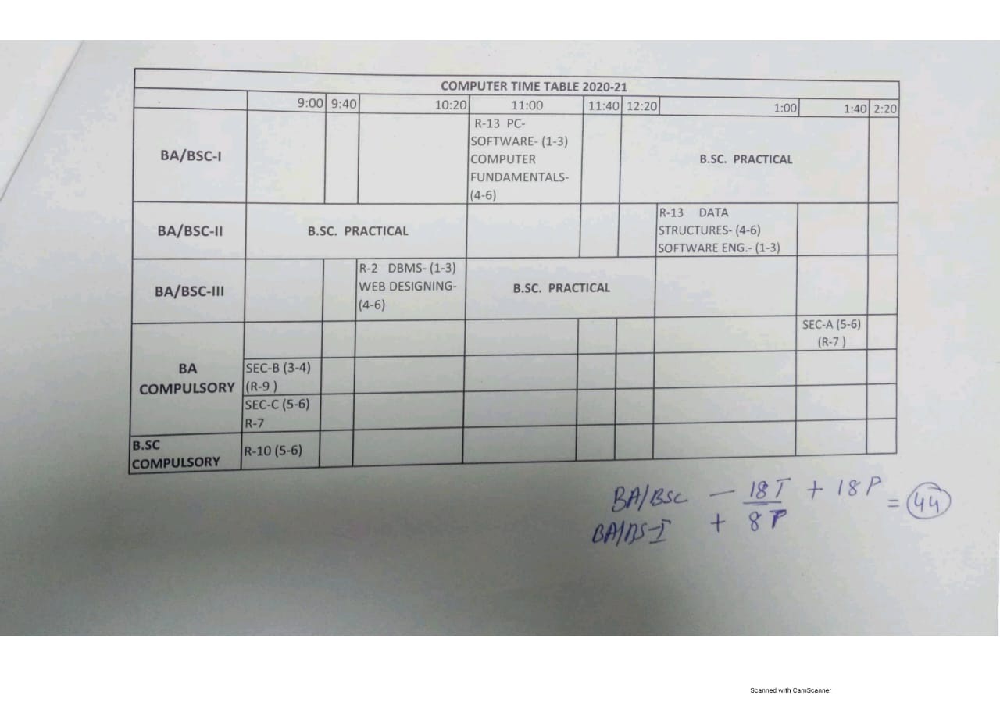 COMPUTER TIME TABLE 2020-21
9:00 9:40 10:20 11:00 11:40 12:20 1:00 1:40 2:20
BA/BSC-I
R-13 PC-
SOFTWARE- (1-3)
COMPUTER
FUNDAMENTALS-
(4-6)
B.SC. PRACTICAL
BA/BSC-II
B.SC. PRACTICAL
R-13 DATA
STRUCTURES- (4-6)
SOFTWARE ENG.- (1-3)
BA/BSC-III
R-2 DBMS- (1-3)
WEB DESIGNING-
(4-6)
B.SC. PRACTICAL
BA
COMPULSORY
SEC-A (5-6)
(R-7 )
SEC-B (3-4)
(R-9 )
SEC-C (5-6)
R-7
B.SC
COMPULSORY
R-10 (5-6)
BA/BSC — 18T + 18P
= 44
BA/BS-I + 8P
Scanned with CamScanner